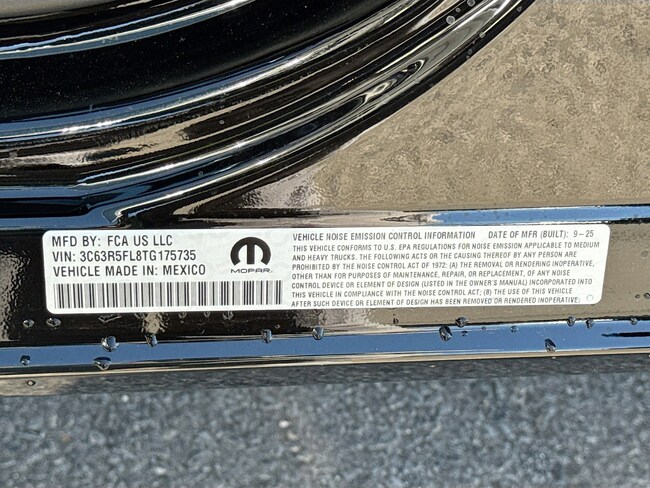 MFD BY: FCA US LLC
VIN: 3C63R5FL8TG175735
VEHICLE MADE IN: MEXICO
MOPAR.
VEHICLE NOISE EMISSION CONTROL INFORMATION DATE OF MFR (BUILT): 9-25
THIS VEHICLE CONFORMS TO U.S. EPA REGULATIONS FOR NOISE EMISSION APPLICABLE TO MEDIUM
AND HEAVY TRUCKS. THE FOLLOWING ACTS OR THE CAUSING THEREOF BY ANY PERSON ARE
PROHIBITED BY THE NOISE CONTROL ACT OF 1972: (A) THE REMOVAL OR RENDERING INOPERATIVE,
OTHER THAN FOR PURPOSES OF MAINTENANCE, REPAIR, OR REPLACEMENT, OF ANY NOISE
CONTROL DEVICE OR ELEMENT OF DESIGN (LISTED IN THE OWNER'S MANUAL) INCORPORATED INTO
THIS VEHICLE IN COMPLIANCE WITH THE NOISE CONTROL ACT; (B) THE USE OF THIS VEHICLE
AFTER SUCH DEVICE OR ELEMENT OF DESIGN HAS BEEN REMOVED OR RENDERED INOPERATIVE;